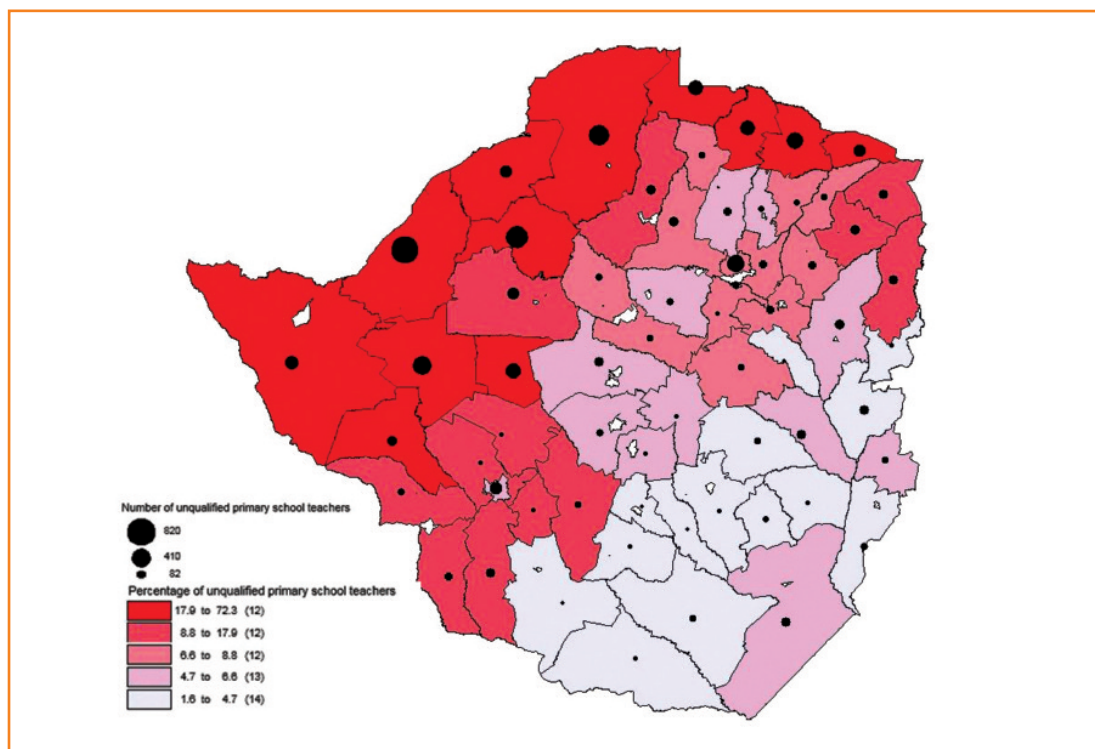 Number of unqualified primary school teachers
820
410
82
Percentage of unqualified primary school teachers
17.9 to 72.3 (12)
8.8 to 17.9 (12)
6.6 to 8.8 (12)
4.7 to 6.6 (13)
1.6 to 4.7 (14)